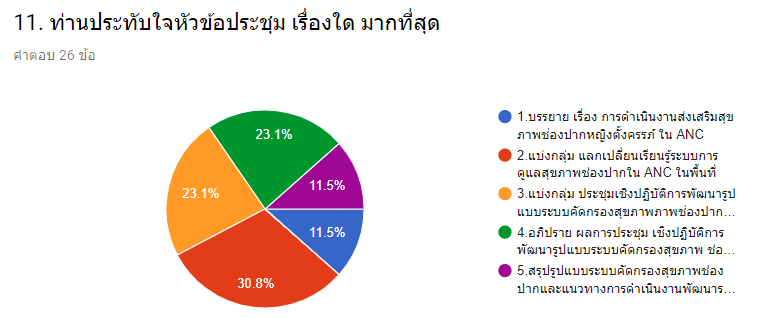 11. ท่านประทับใจหัวข้อประชุม เรื่องใด มากที่สุด
คำตอบ 26 ข้อ
23.1%
11.5%
23.1%
11.5%
30.8%
1.บรรยาย เรื่อง การดำเนินงานส่งเสริมสุข
ภาพช่องปากหญิงตั้งครรภ์ ใน ANC
2.แบ่งกลุ่ม แลกเปลี่ยนเรียนรู้ระบบการ
ดูแลสุขภาพช่องปากใน ANC ในพื้นที่
3.แบ่งกลุ่ม ประชุมเชิงปฏิบัติการพัฒนารูป
แบบระบบคัดกรองสุขภาพภาพช่องปาก…
4.อภิปราย ผลการประชุม เชิงปฏิบัติการ
พัฒนารูปแบบระบบคัดกรองสุขภาพ ช่อ…
5.สรุปรูปแบบระบบคัดกรองสุขภาพช่อง
ปากและแนวทางการดำเนินงานพัฒนาร…